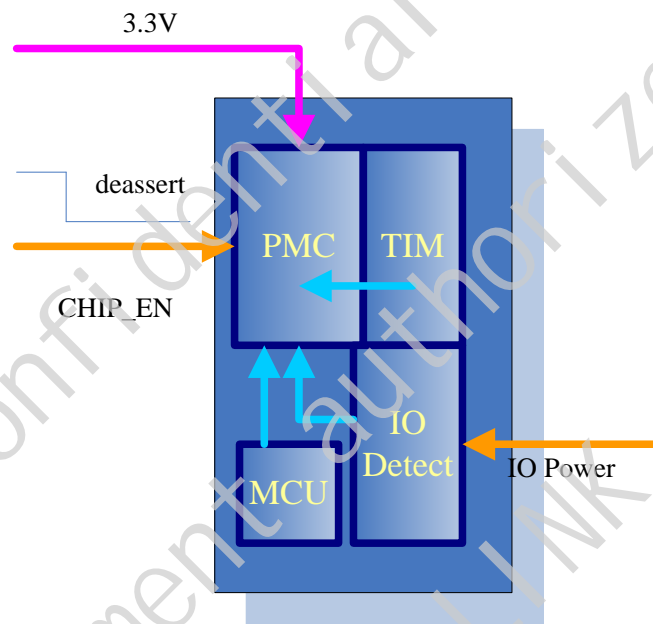 3.3V
deassert
PMC
TIM
CHIP_EN
IO
Detect
IO Power
MCU